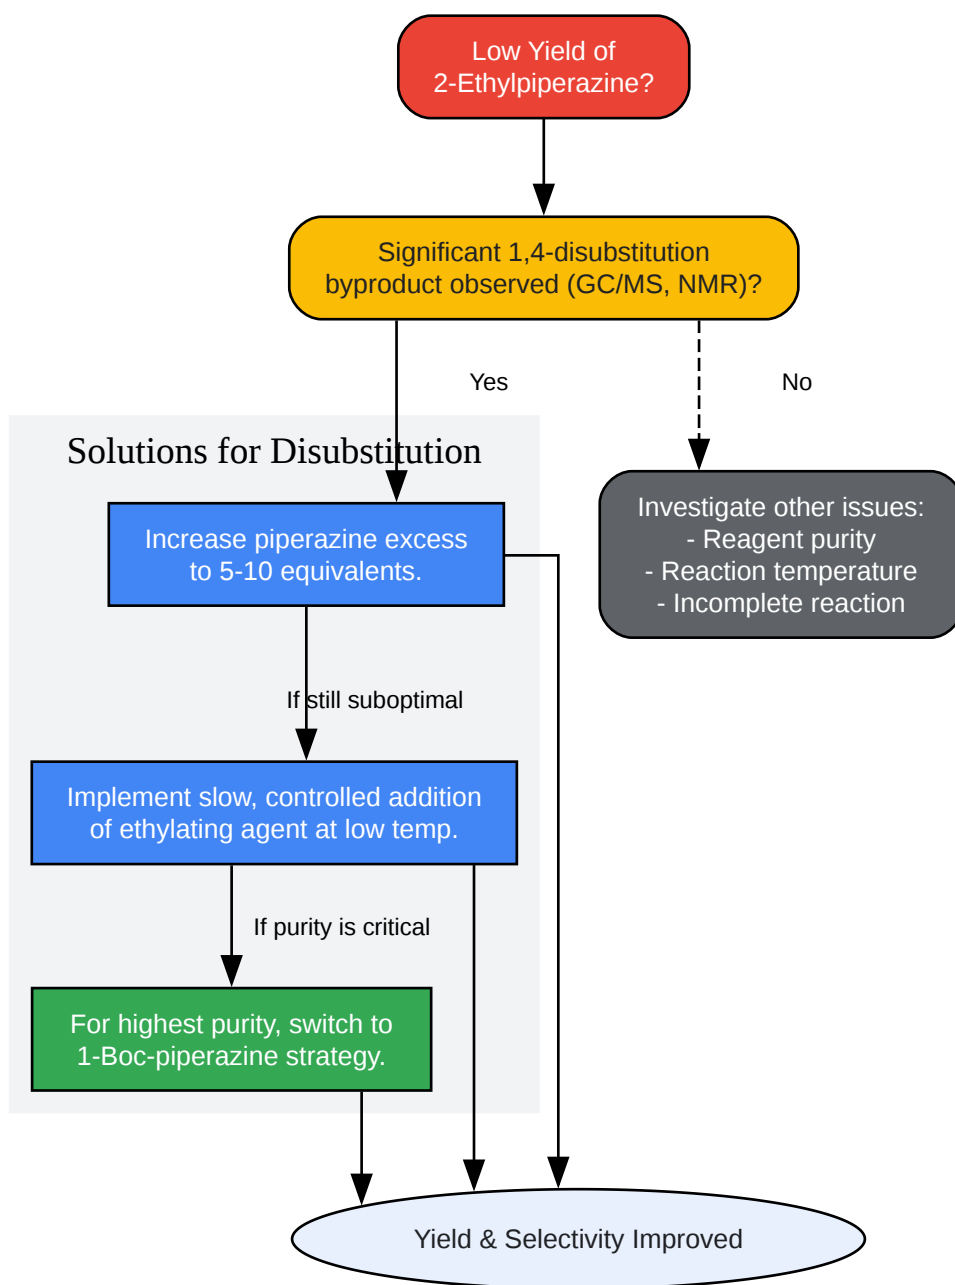 Low Yield of
2-Ethylpiperazine?
Significant 1,4-disubstitution
byproduct observed (GC/MS, NMR)?
Yes
No
Solutions for Disubstitution
Increase piperazine excess
to 5-10 equivalents.
Investigate other issues:
- Reagent purity
- Reaction temperature
- Incomplete reaction
If still suboptimal
Implement slow, controlled addition
of ethylating agent at low temp.
If purity is critical
For highest purity, switch to
1-Boc-piperazine strategy.
Yield & Selectivity Improved